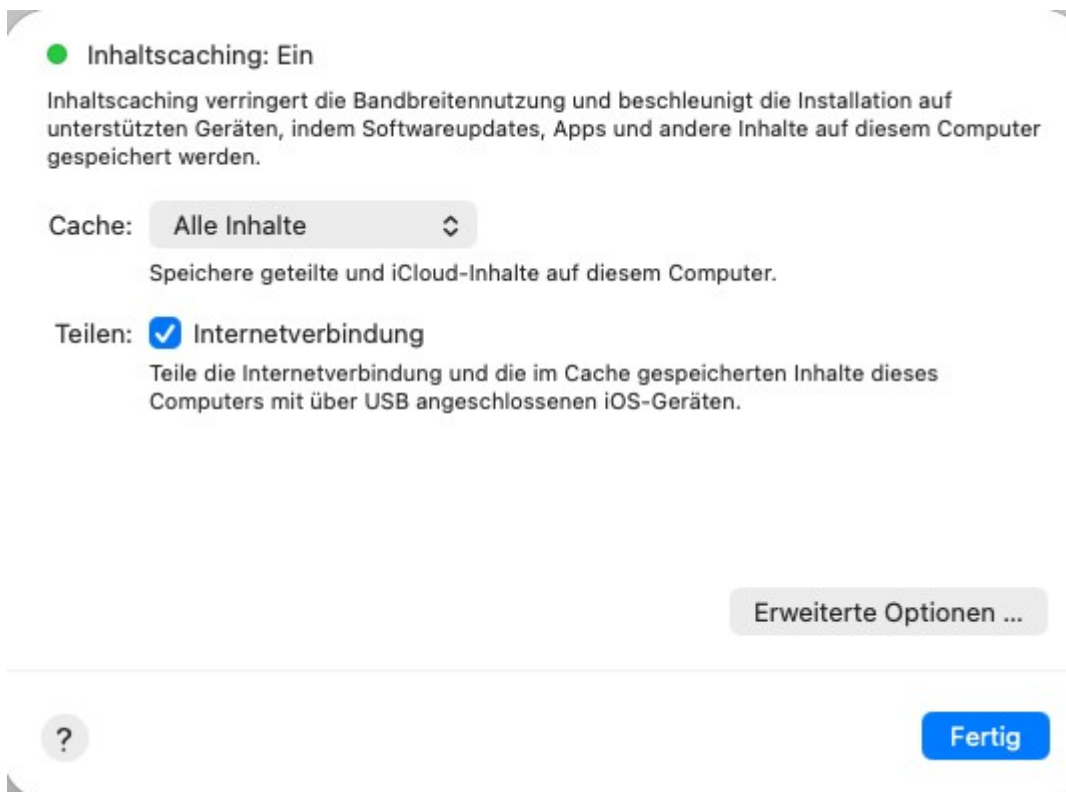 Inhaltscaching: Ein
Inhaltscaching verringert die Bandbreitennutzung und beschleunigt die Installation auf
unterstützten Geräten, indem Softwareupdates, Apps und andere Inhalte auf diesem Computer
gespeichert werden.
Cache: Alle Inhalte
Speichere geteilte und iCloud-Inhalte auf diesem Computer.
Teilen: Internetverbindung
Teile die Internetverbindung und die im Cache gespeicherten Inhalte dieses
Computers mit über USB angeschlossenen iOS-Geräten.
Erweiterte Optionen ...
?
Fertig